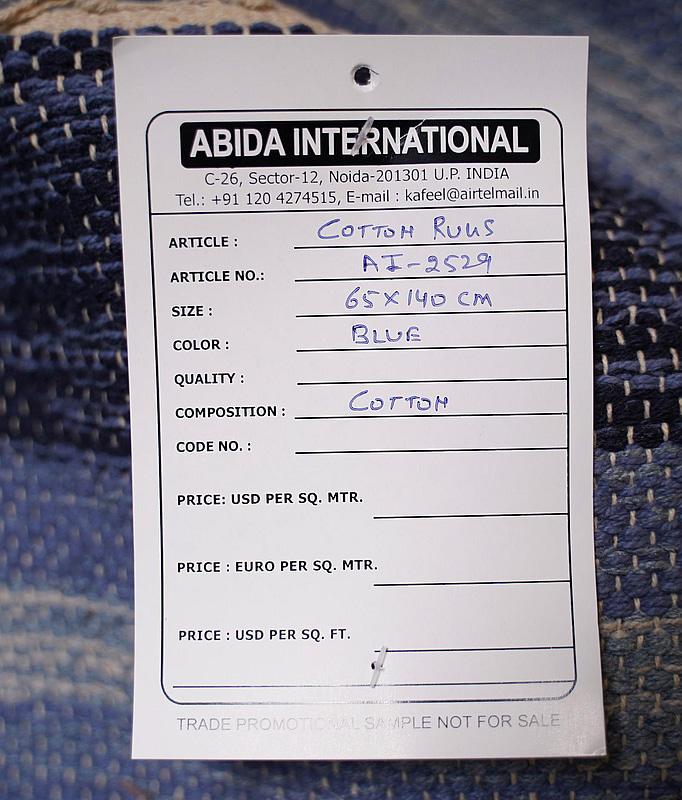 ABIDA INTERNATIONAL
C-26, Sector-12, Noida-201301 U.P. INDIA
Tel.: +91 120 4274515, E-mail : kafeel@airtelmail.in
ARTICLE : COTTON RUGS
ARTICLE NO.: AI-2529
SIZE : 65X140 CM
COLOR : BLUE
QUALITY :
COMPOSITION : COTTON
CODE NO. :
PRICE: USD PER SQ. MTR.
PRICE : EURO PER SQ. MTR.
PRICE : USD PER SQ. FT.
TRADE PROMOTIONAL SAMPLE NOT FOR SALE